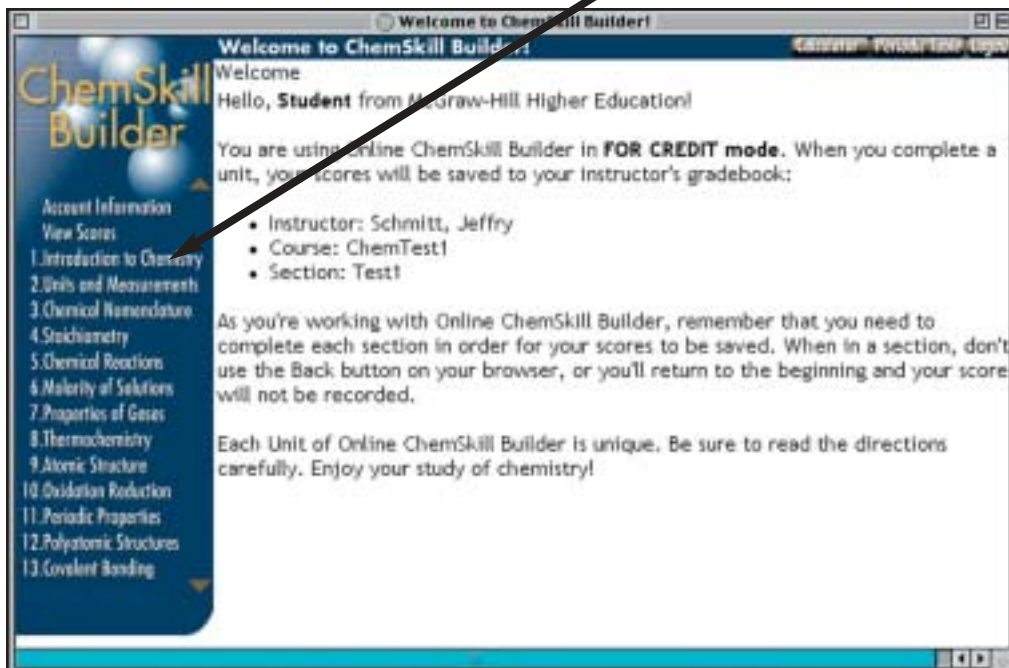 Welcome to ChemSkill Builder!
Welcome to ChemSkill Builder!
Calculator Periodic Table Logout
ChemSkill
Builder
Account Information
View Scores
1.Introduction to Chemistry
2.Units and Measurements
3.Chemical Nomenclature
4.Stoichiometry
5.Chemical Reactions
6.Molarity of Solutions
7.Properties of Gases
8.Thermochemistry
9.Atomic Structure
10.Oxidation Reduction
11.Periodic Properties
12.Polyatomic Structures
13.Covalent Bonding
Welcome
Hello, Student from McGraw-Hill Higher Education!
You are using Online ChemSkill Builder in FOR CREDIT mode. When you complete a
unit, your scores will be saved to your instructor's gradebook:
• Instructor: Schmitt, Jeffry
• Course: ChemTest1
• Section: Test1
As you're working with Online ChemSkill Builder, remember that you need to
complete each section in order for your scores to be saved. When in a section, don't
use the Back button on your browser, or you'll return to the beginning and your score
will not be recorded.
Each Unit of Online ChemSkill Builder is unique. Be sure to read the directions
carefully. Enjoy your study of chemistry!